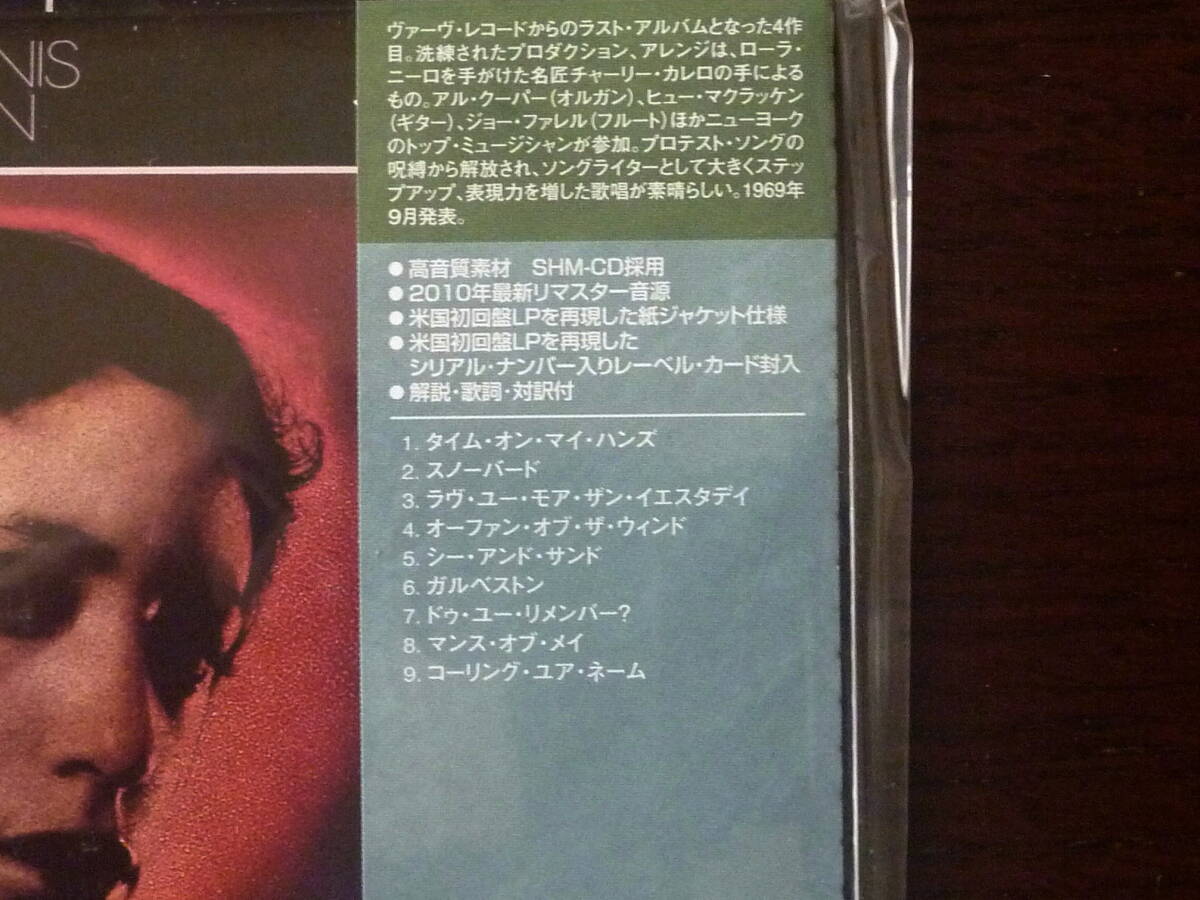 NIS
N
ヴァーヴ・レコードからのラスト・アルバムとなった4作
目。洗練されたプロダクション、アレンジは、ローラ・
ニーロを手がけた名匠チャーリー・カレロの手による
もの。アル・クーパー(オルガン)、ヒュー・マクラッケン
(ギター)、ジョー・ファレル(フルート)ほかニューヨーク
のトップ・ミュージシャンが参加。プロテスト・ソングの
呪縛から解放され、ソングライターとして大きくステッ
プアップ、表現力を増した歌唱が素晴らしい。1969年
9月発表。
●高音質素材　SHM-CD採用
●2010年最新リマスター音源
●米国初回盤LPを再現した紙ジャケット仕様
●米国初回盤LPを再現した
シリアル・ナンバー入りレーベル・カード封入
●解説・歌詞・対訳付
1. タイム・オン・マイ・ハンズ
2. スノーバード
3. ラヴ・ユー・モア・ザン・イエスタデイ
4. オーファン・オブ・ザ・ウィンド
5. シー・アンド・サンド
6. ガルベストン
7. ドゥ・ユー・リメンバー?
8. マンス・オブ・メイ
9. コーリング・ユア・ネーム